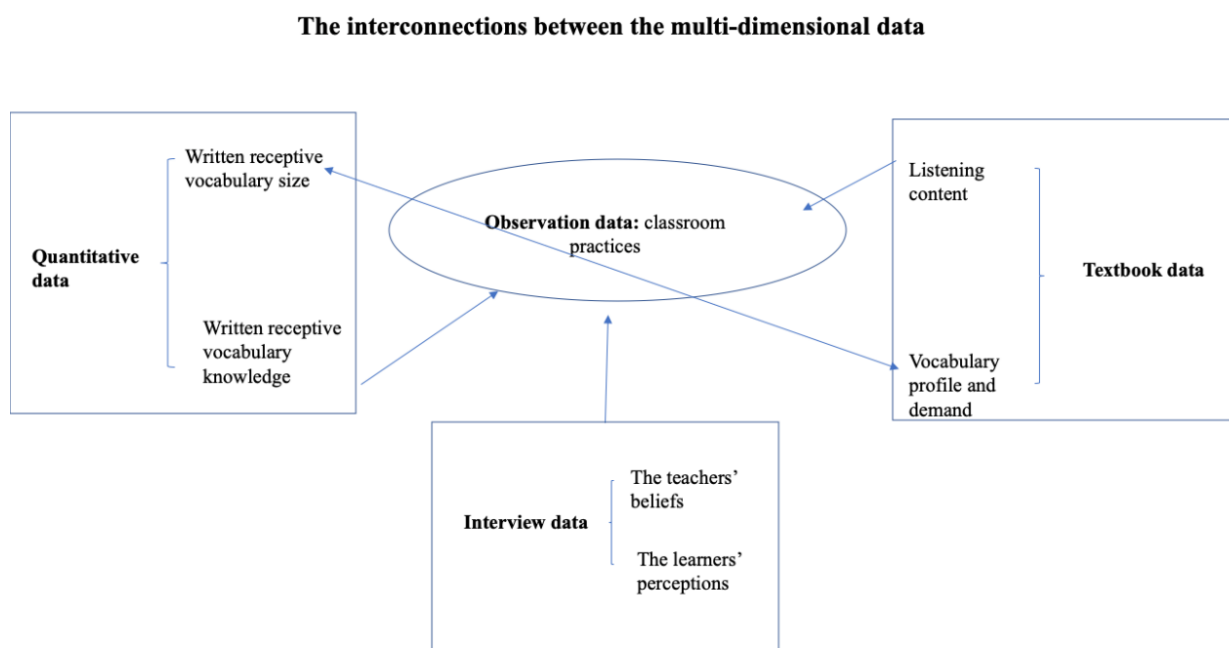 The interconnections between the multi-dimensional data
Written receptive
vocabulary size
Quantitative
data
Written receptive
vocabulary
knowledge
Observation data: classroom
practices
Listening
content
Textbook data
Vocabulary
profile and
demand
The teachers’
beliefs
Interview data
The learners’
perceptions